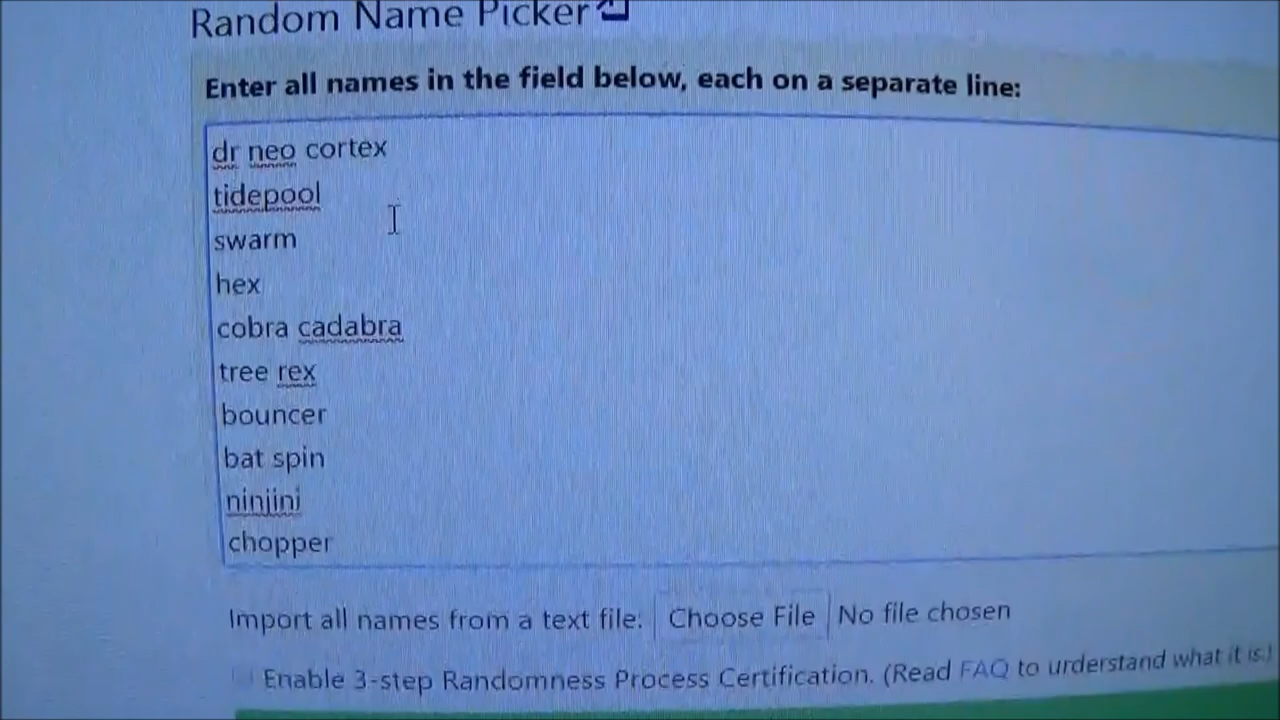 Random Name Picker
Enter all names in the field below, each on a separate line:
dr neo cortex
tidepool
swarm
hex
cobra cadabra
tree rex
bouncer
bat spin
ninjini
chopper
Import all names from a text file: Choose File No file chosen
Enable 3-step Randomness Process Certification. (Read FAQ to understand what it is.)